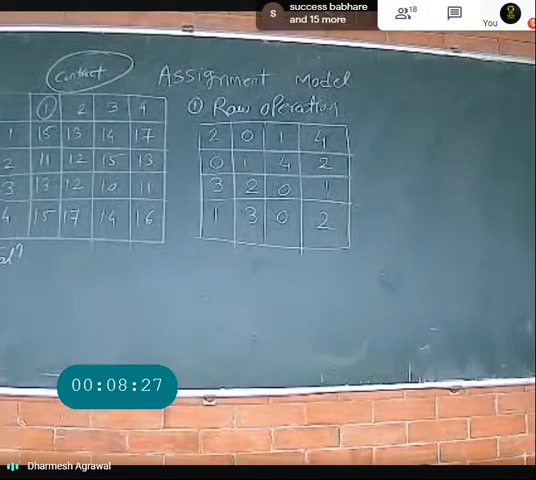 success babhare
and 15 more
S
18
You
Contact
Assignment Model
1 2 3 4
① Raw operation
1 15 13 14 17
2 0 1 4
2 11 12 15 13
0 1 4 2
3 13 12 10 11
3 2 0 1
4 15 17 14 16
1 3 0 2
00:08:27
Dharmesh Agrawal